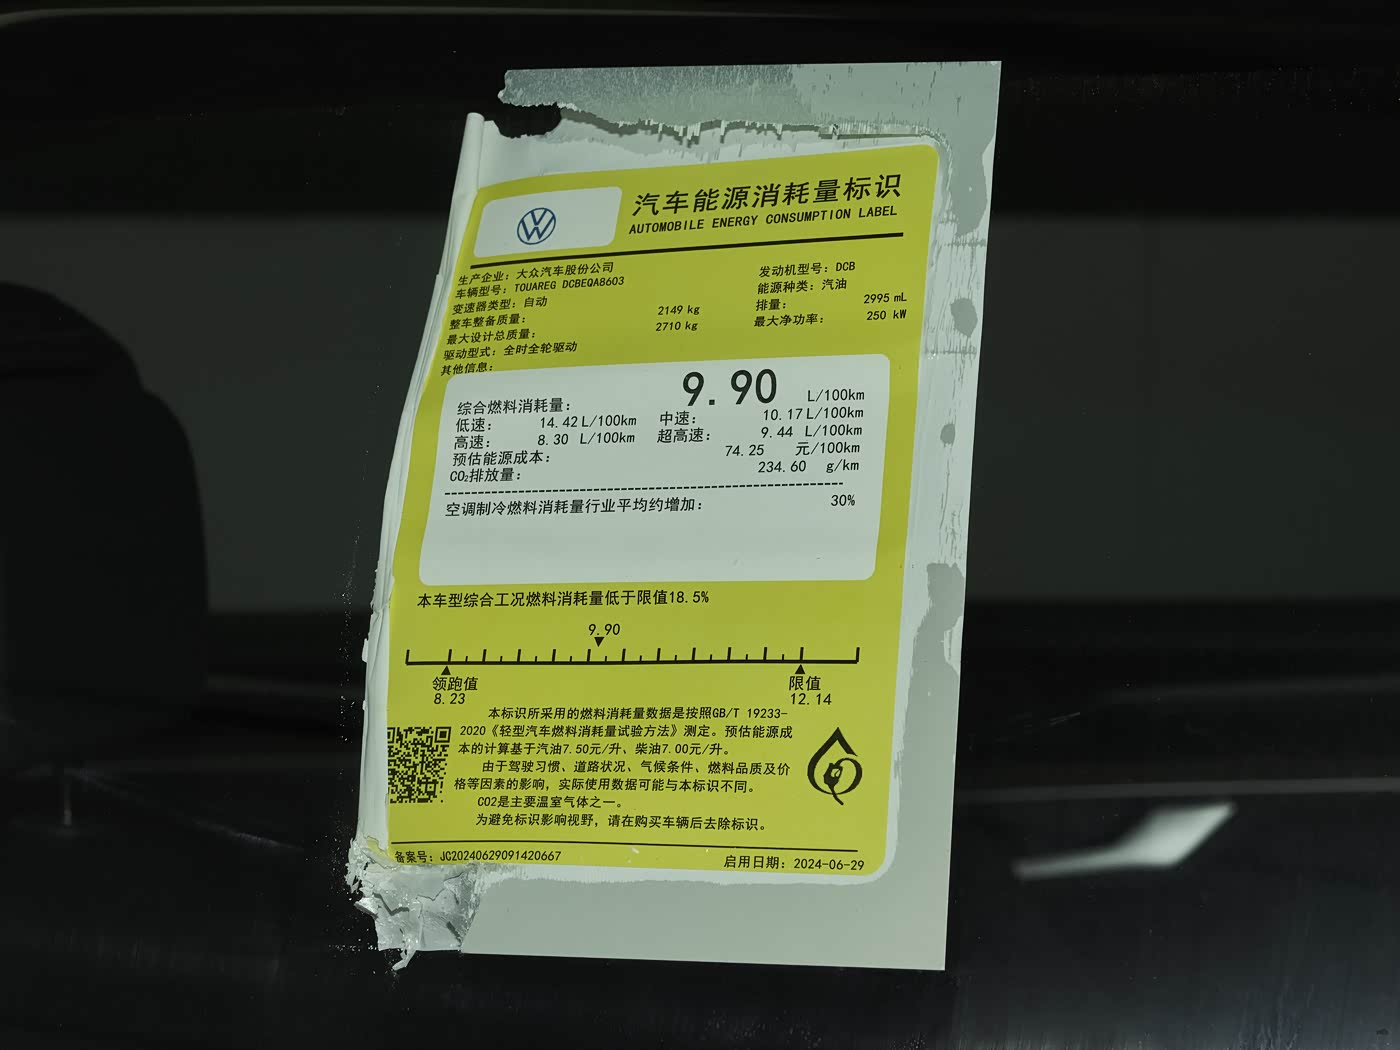 汽车能源消耗量标识
AUTOMOBILE ENERGY CONSUMPTION LABEL
生产企业：大众汽车股份公司
车辆型号：TOUAREG DCBEQA8603
变速器类型：自动
整车整备质量： 2149 kg
最大设计总质量： 2710 kg
驱动型式：全时全轮驱动
其他信息：
发动机型号：DCB
能源种类：汽油
排量： 2995 mL
最大净功率： 250 kW
综合燃料消耗量： 9.90 L/100km
低速： 14.42 L/100km 中速： 10.17 L/100km
高速： 8.30 L/100km 超高速： 9.44 L/100km
预估能源成本： 74.25 元/100km
CO₂排放量： 234.60 g/km
空调制冷燃料消耗量行业平均约增加： 30%
本车型综合工况燃料消耗量低于限值18.5%
9.90
领跑值 限值
8.23 12.14
本标识所采用的燃料消耗量数据是按照GB/T 19233-
2020《轻型汽车燃料消耗量试验方法》测定。预估能源成
本的计算基于汽油7.50元/升、柴油7.00元/升。
由于驾驶习惯、道路状况、气候条件、燃料品质及价
格等因素的影响，实际使用数据可能与本标识不同。
CO2是主要温室气体之一。
为避免标识影响视野，请在购买车辆后去除标识。
备案号：JC20240629091420667 启用日期：2024-06-29